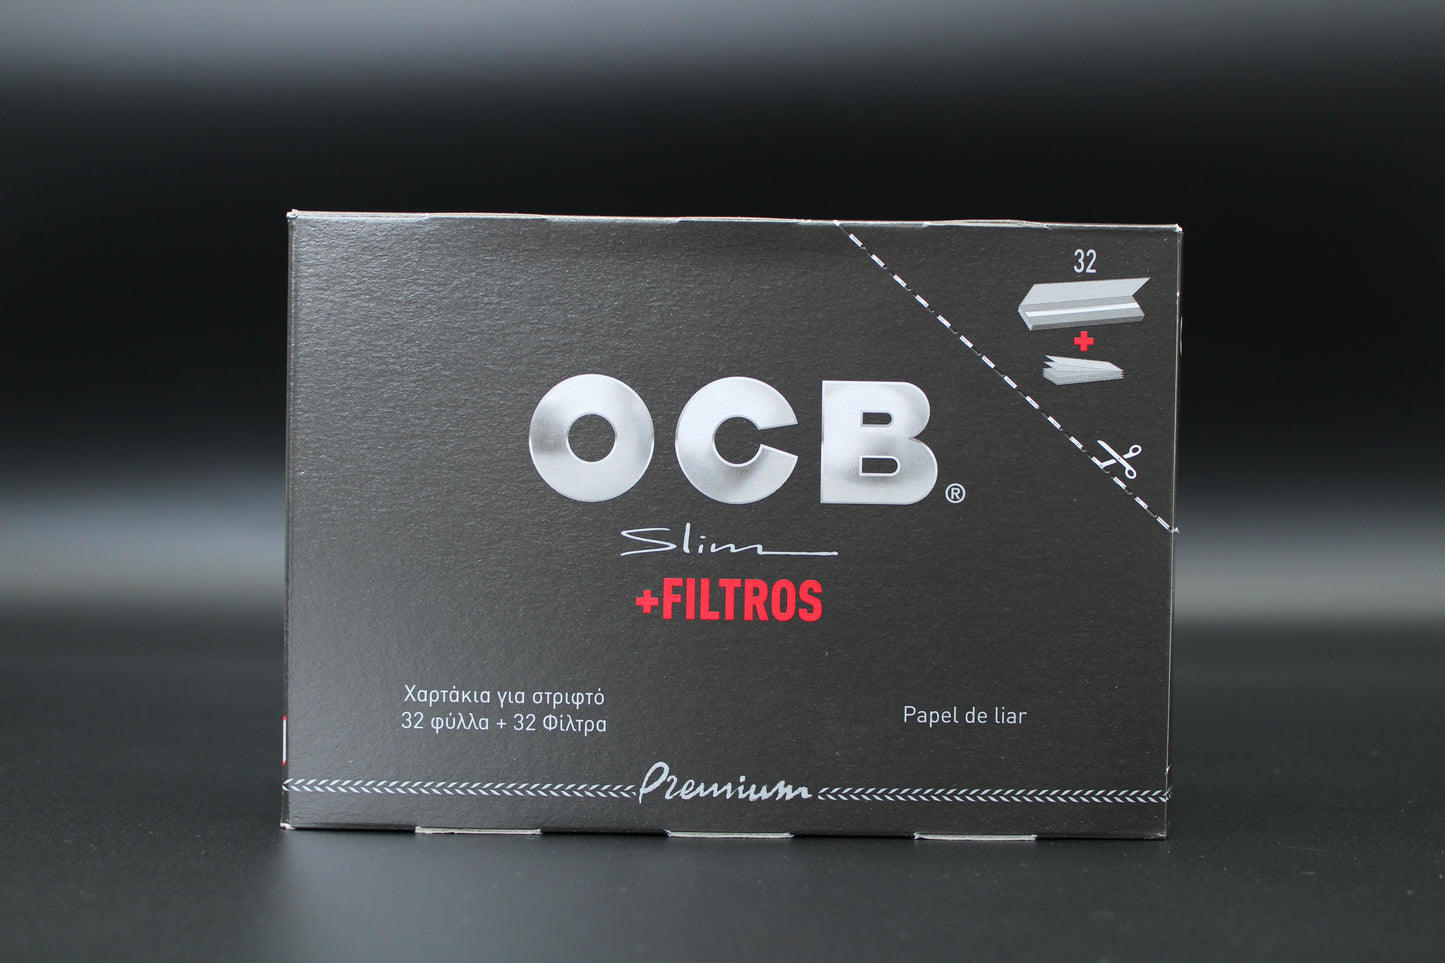 32
OCB®
Slim
+FILTROS
Χαρτάκια για στριφτό
32 φύλλα + 32 Φίλτρα
Papel de liar
Premium